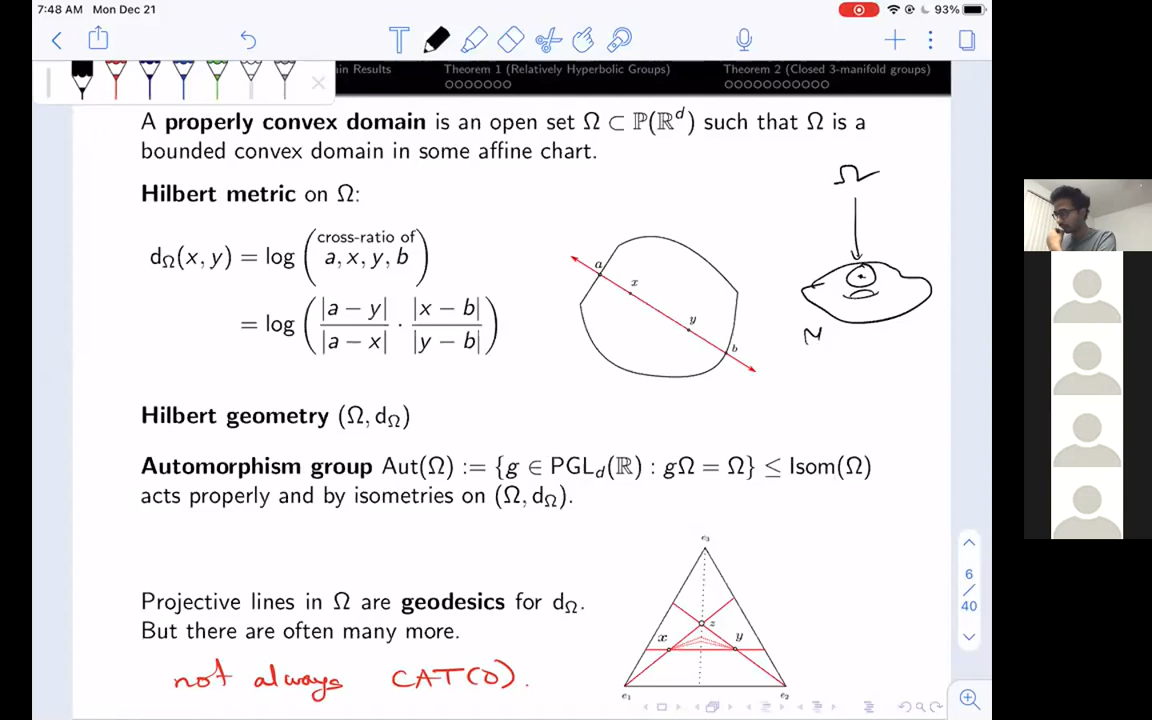 7:48 AM Mon Dec 21
93%
ain Results
Theorem 1 (Relatively Hyperbolic Groups)
Theorem 2 (Closed 3-manifold groups)
A properly convex domain is an open set Ω ⊂ ℙ(ℝᵈ) such that Ω is a
bounded convex domain in some affine chart.
Hilbert metric on Ω:
d_Ω(x, y) = log (cross-ratio of a, x, y, b)
= log (|a − y| / |a − x| · |x − b| / |y − b|)
a
x
y
b
Ω
M
Hilbert geometry (Ω, d_Ω)
Automorphism group Aut(Ω) := {g ∈ PGL_d(ℝ) : gΩ = Ω} ≤ Isom(Ω)
acts properly and by isometries on (Ω, d_Ω).
Projective lines in Ω are geodesics for d_Ω.
But there are often many more.
not always CAT(0).
e₃
z
x
y
e₁
e₂
6
/
40